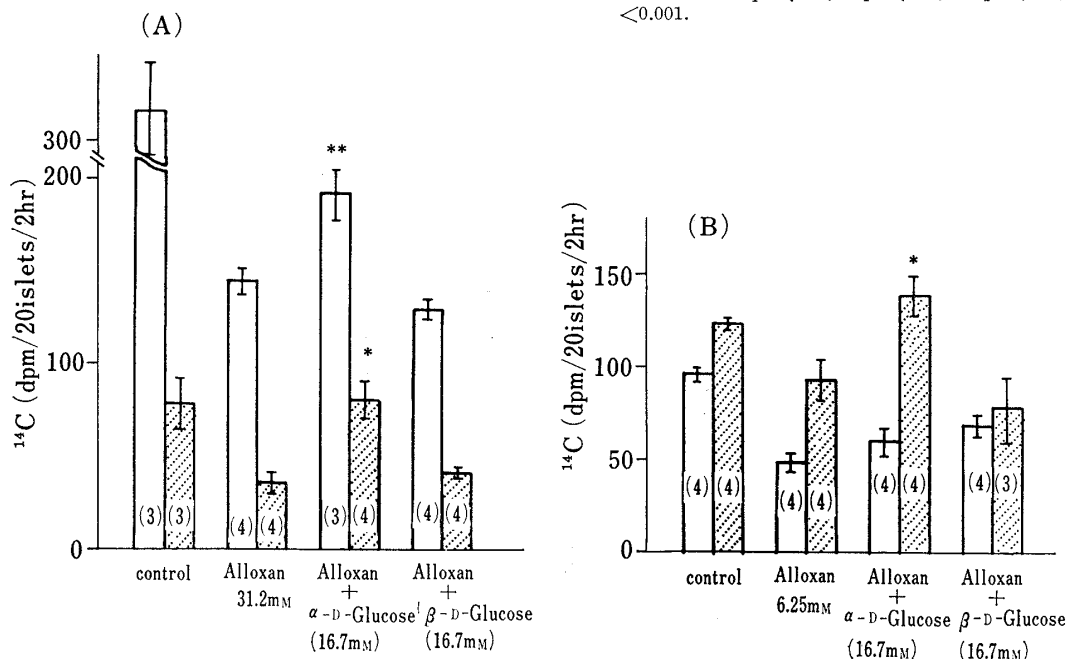 <0.001.
(A)
¹⁴C (dpm/20islets/2hr)
300
200
100
0
**
*
(3) (3) (4) (4) (3) (4) (4) (4)
control Alloxan Alloxan Alloxan
31.2mM + +
α-D-Glucose β-D-Glucose
(16.7mM) (16.7mM)
(B)
¹⁴C (dpm/20islets/2hr)
150
100
50
0
*
(4) (4) (4) (4) (4) (4) (4) (3)
control Alloxan Alloxan Alloxan
6.25mM + +
α-D-Glucose β-D-Glucose
(16.7mM) (16.7mM)